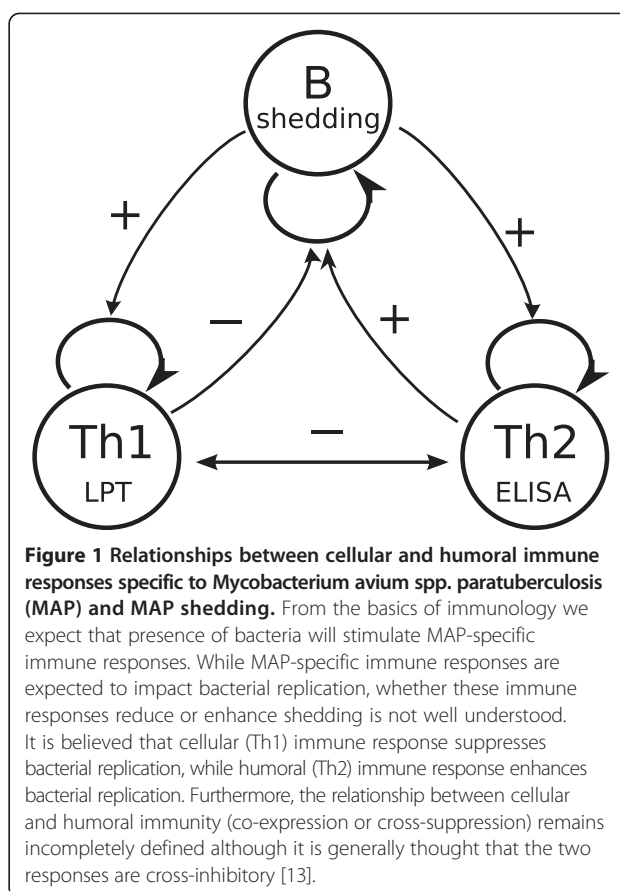 B
shedding
+
+
−
+
Th1
LPT
−
Th2
ELISA
Figure 1 Relationships between cellular and humoral immune
responses specific to Mycobacterium avium spp. paratuberculosis
(MAP) and MAP shedding. From the basics of immunology we
expect that presence of bacteria will stimulate MAP-specific
immune responses. While MAP-specific immune responses are
expected to impact bacterial replication, whether these immune
responses reduce or enhance shedding is not well understood.
It is believed that cellular (Th1) immune response suppresses
bacterial replication, while humoral (Th2) immune response enhances
bacterial replication. Furthermore, the relationship between cellular
and humoral immunity (co-expression or cross-suppression) remains
incompletely defined although it is generally thought that the two
responses are cross-inhibitory [13].